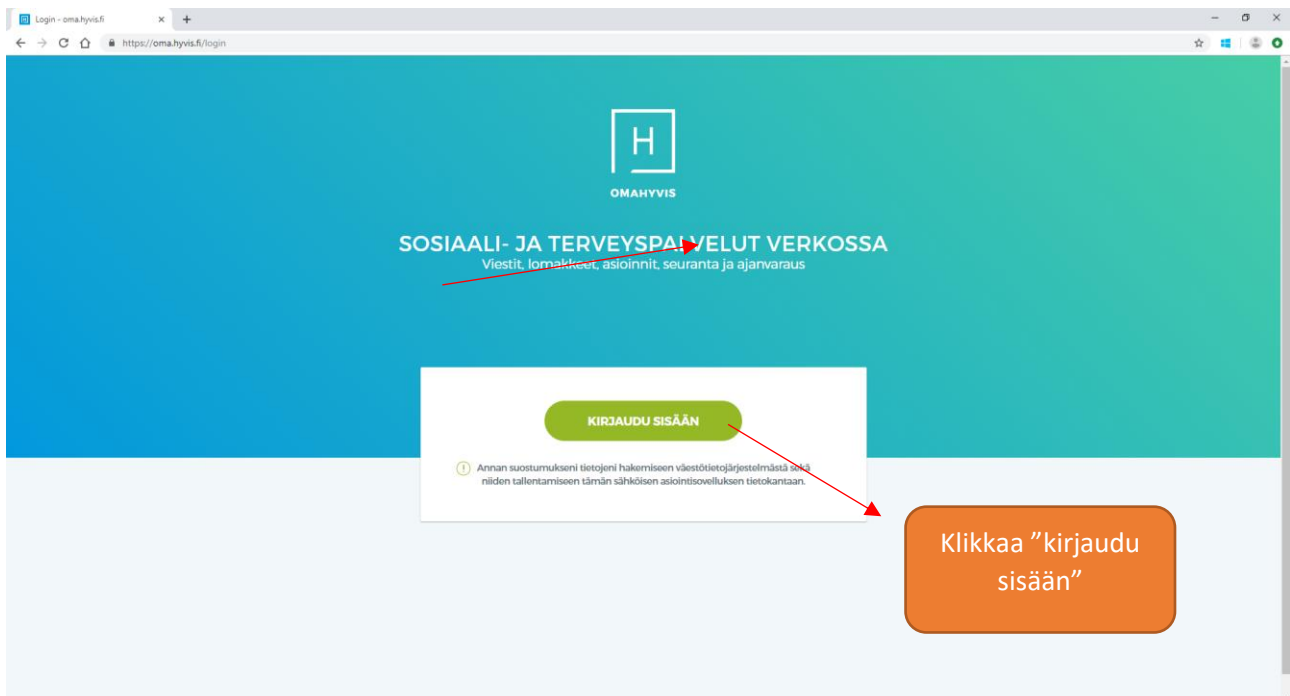 Login - oma.hyvis.fi
https://oma.hyvis.fi/login
H
OMAHYVIS
SOSIAALI- JA TERVEYSPALVELUT VERKOSSA
Viestit, lomakkeet, asioinnit, seuranta ja ajanvaraus
KIRJAUDU SISÄÄN
Annan suostumukseni tietojeni hakemiseen väestötietojärjestelmästä sekä
niiden tallentamiseen tämän sähköisen asiointisovelluksen tietokantaan.
Klikkaa ”kirjaudu
sisään”